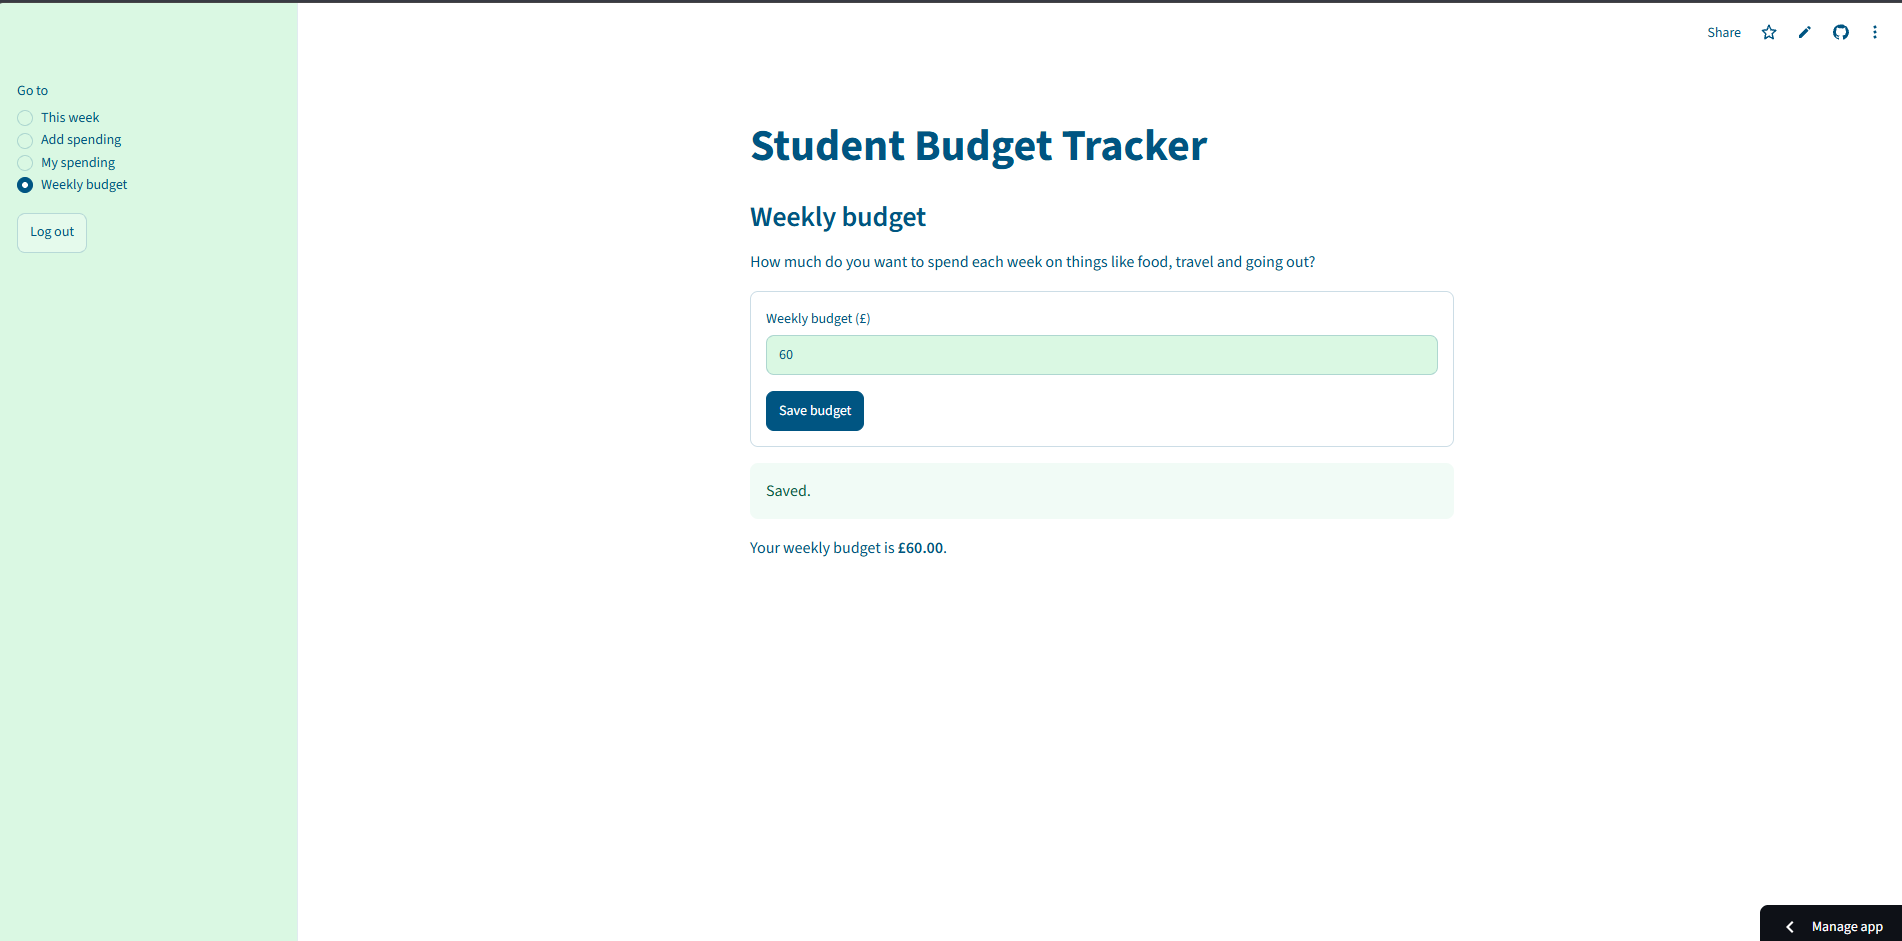 Share
Go to
This week
Add spending
My spending
Weekly budget
Log out
Student Budget Tracker
Weekly budget
How much do you want to spend each week on things like food, travel and going out?
Weekly budget (£)
60
Save budget
Saved.
Your weekly budget is £60.00.
Manage app